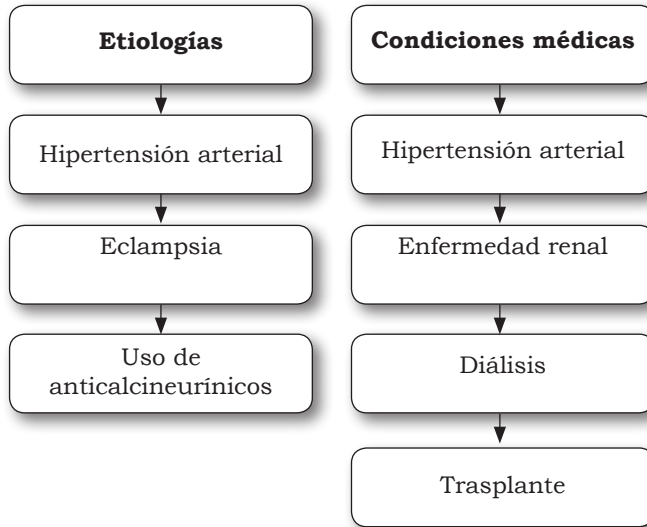 Etiologías
Hipertensión arterial
Eclampsia
Uso de
anticalcineurínicos
Condiciones médicas
Hipertensión arterial
Enfermedad renal
Diálisis
Trasplante